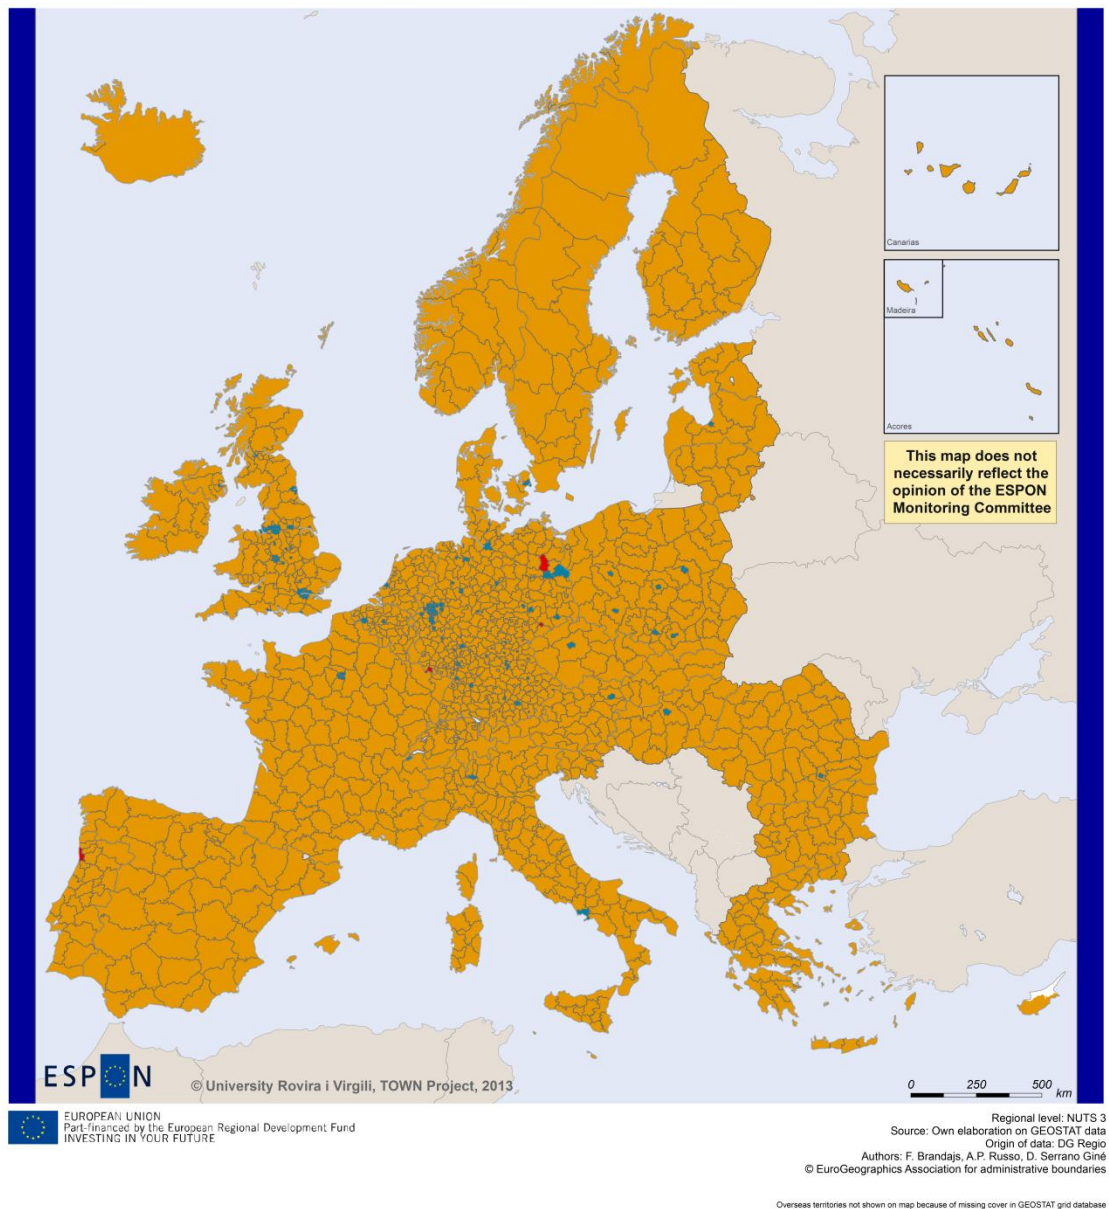 Canarias
Madeira
Acores
This map does not
necessarily reflect the
opinion of the ESPON
Monitoring Committee
ESPON
© University Rovira i Virgili, TOWN Project, 2013
0 250 500
km
EUROPEAN UNION
Part-financed by the European Regional Development Fund
INVESTING IN YOUR FUTURE
Regional level: NUTS 3
Source: Own elaboration on GEOSTAT data
Origin of data: DG Regio
Authors: F. Brandajs, A.P. Russo, D. Serrano Giné
© EuroGeographics Association for administrative boundaries
Overseas territories not shown on map because of missing cover in GEOSTAT grid database